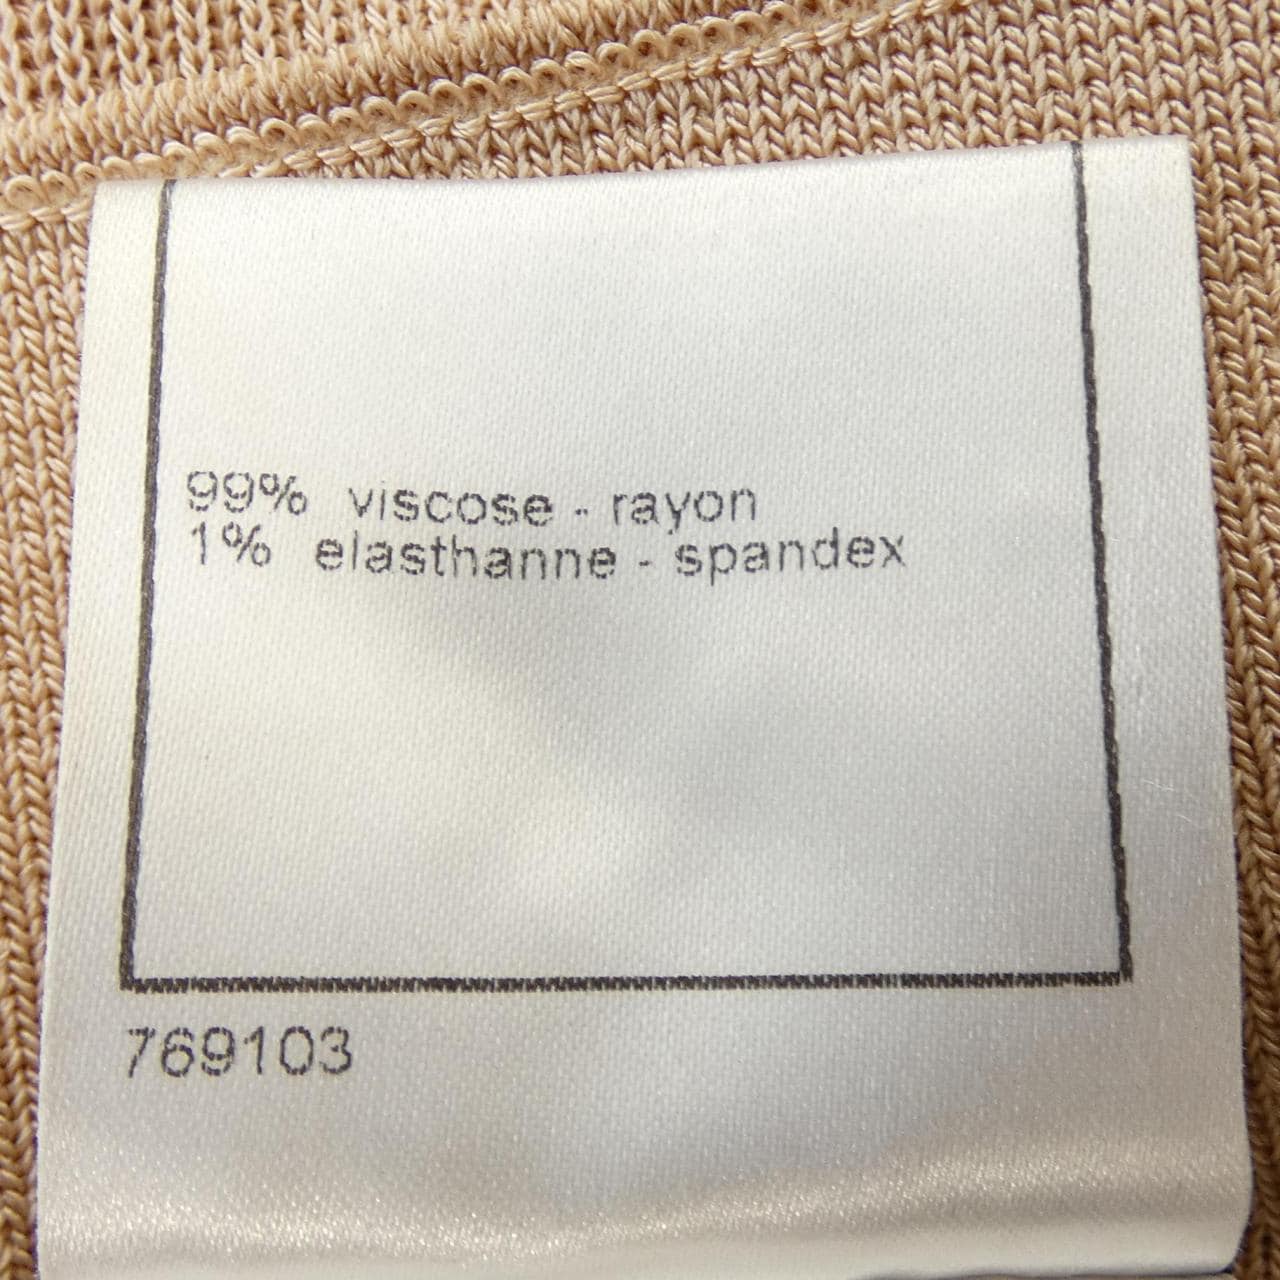 99% viscose - rayon
1% elasthanne - spandex
769103